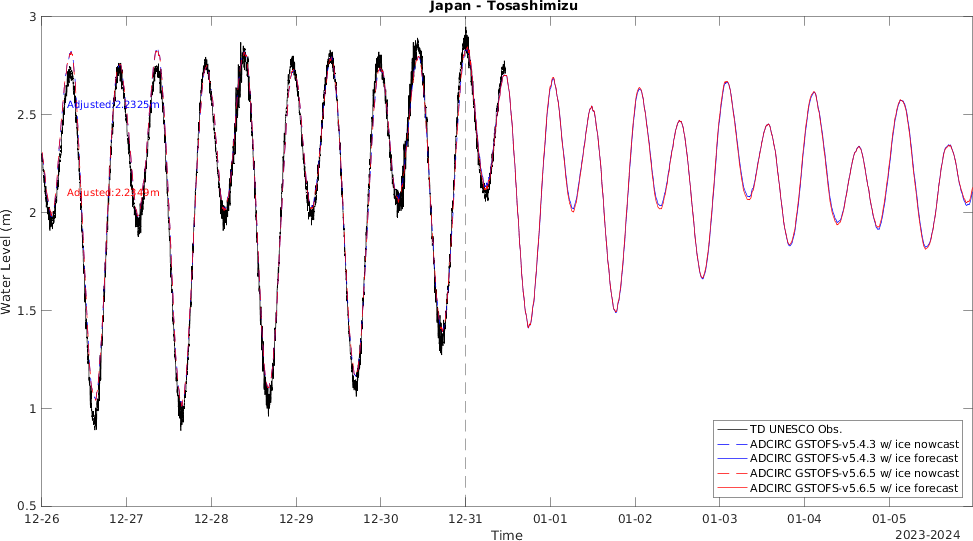 Japan - Tosashimizu
3
2.5
2
1.5
1
0.5
Water Level (m)
Adjusted:2.2325m
Adjusted:2.2349m
TD UNESCO Obs.
ADCIRC GSTOFS-v5.4.3 w/ ice nowcast
ADCIRC GSTOFS-v5.4.3 w/ ice forecast
ADCIRC GSTOFS-v5.6.5 w/ ice nowcast
ADCIRC GSTOFS-v5.6.5 w/ ice forecast
12-26 12-27 12-28 12-29 12-30 12-31 01-01 01-02 01-03 01-04 01-05
Time
2023-2024